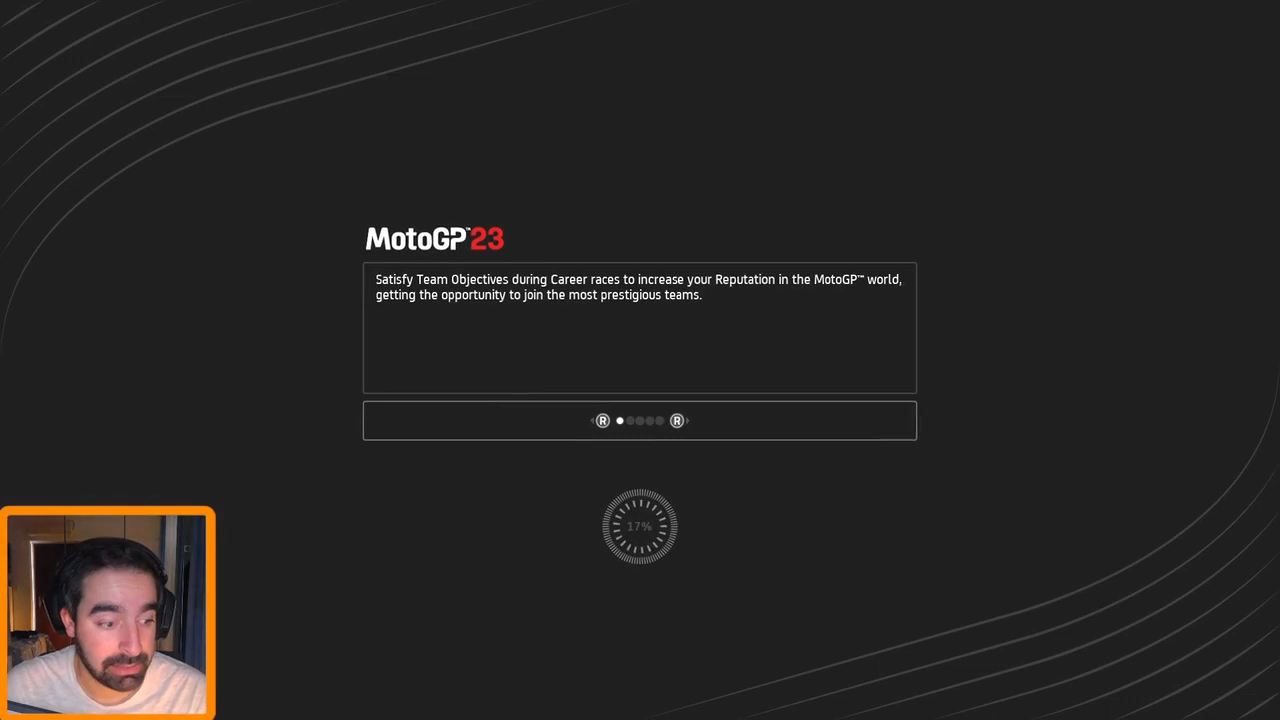 MotoGP™23
Satisfy Team Objectives during Career races to increase your Reputation in the MotoGP™ world,
getting the opportunity to join the most prestigious teams.
R R
17%